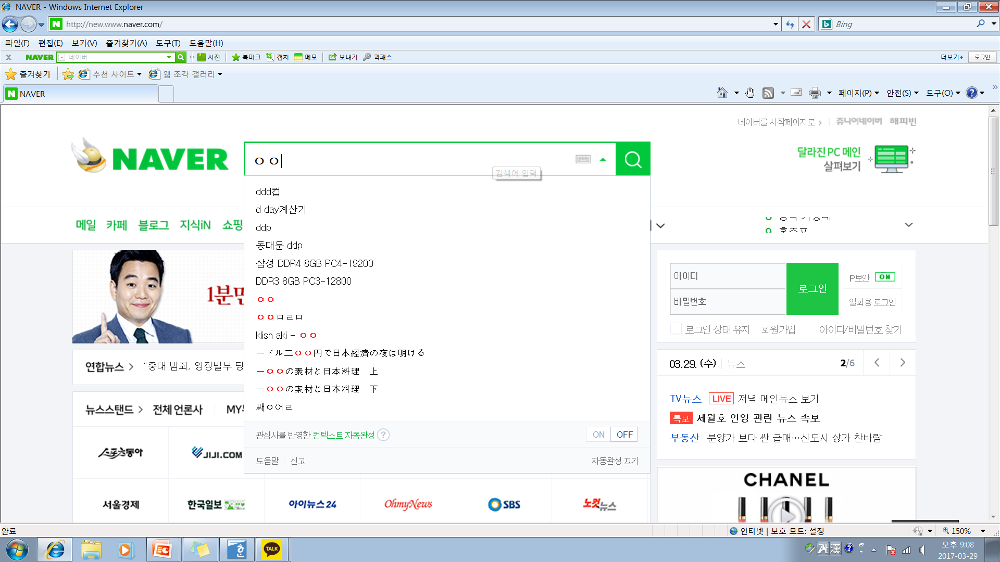 NAVER - Windows Internet Explorer
http://new.www.naver.com/
Bing
파일(F) 편집(E) 보기(V) 즐겨찾기(A) 도구(T) 도움말(H)
X NAVER 네이버 사전 북마크 캡처 메모 보내기 퀵패스 더보기+ 로그인
즐겨찾기 추천 사이트 웹 조각 갤러리
NAVER
페이지(P) 안전(S) 도구(O)
네이버를 시작페이지로 쥬니어네이버 해피빈
NAVER
ㅇㅇ
검색어 입력
달라진 PC 메인
살펴보기
ddd컵
d day계산기
ddp
동대문 ddp
삼성 DDR4 8GB PC4-19200
DDR3 8GB PC3-12800
ㅇㅇ
ㅇㅇㅁㄹㅁ
klish aki - ㅇㅇ
一ドル二ㅇㅇ円で日本經濟の夜は明ける
一ㅇㅇの素材と日本料理 上
一ㅇㅇの素材と日本料理 下
쌔ㅇ어ㄹ
관심사를 반영한 컨텍스트 자동완성 ?
ON OFF
도움말 신고 자동완성 끄기
메일 카페 블로그 지식iN 쇼핑
1분만
연합뉴스 > "중대 범죄, 영장발부 당
뉴스스탠드 > 전체 언론사 MY
스포츠동아 JIJI.COM
서울경제 한국일보 아이뉴스24 OhmyNews SBS 노컷뉴스
아이디
비밀번호
로그인
P보안 ON
일회용 로그인
로그인 상태 유지 회원가입 아이디/비밀번호 찾기
03.29. (수) 뉴스 2/6
TV뉴스 LIVE 저녁 메인뉴스 보기
특보 세월호 인양 관련 뉴스 속보
부동산 분양가 보다 싼 급매…신도시 상가 찬바람
CHANEL
완료
인터넷 | 보호 모드: 설정
150%
TALK
오후 9:08
2017-03-29